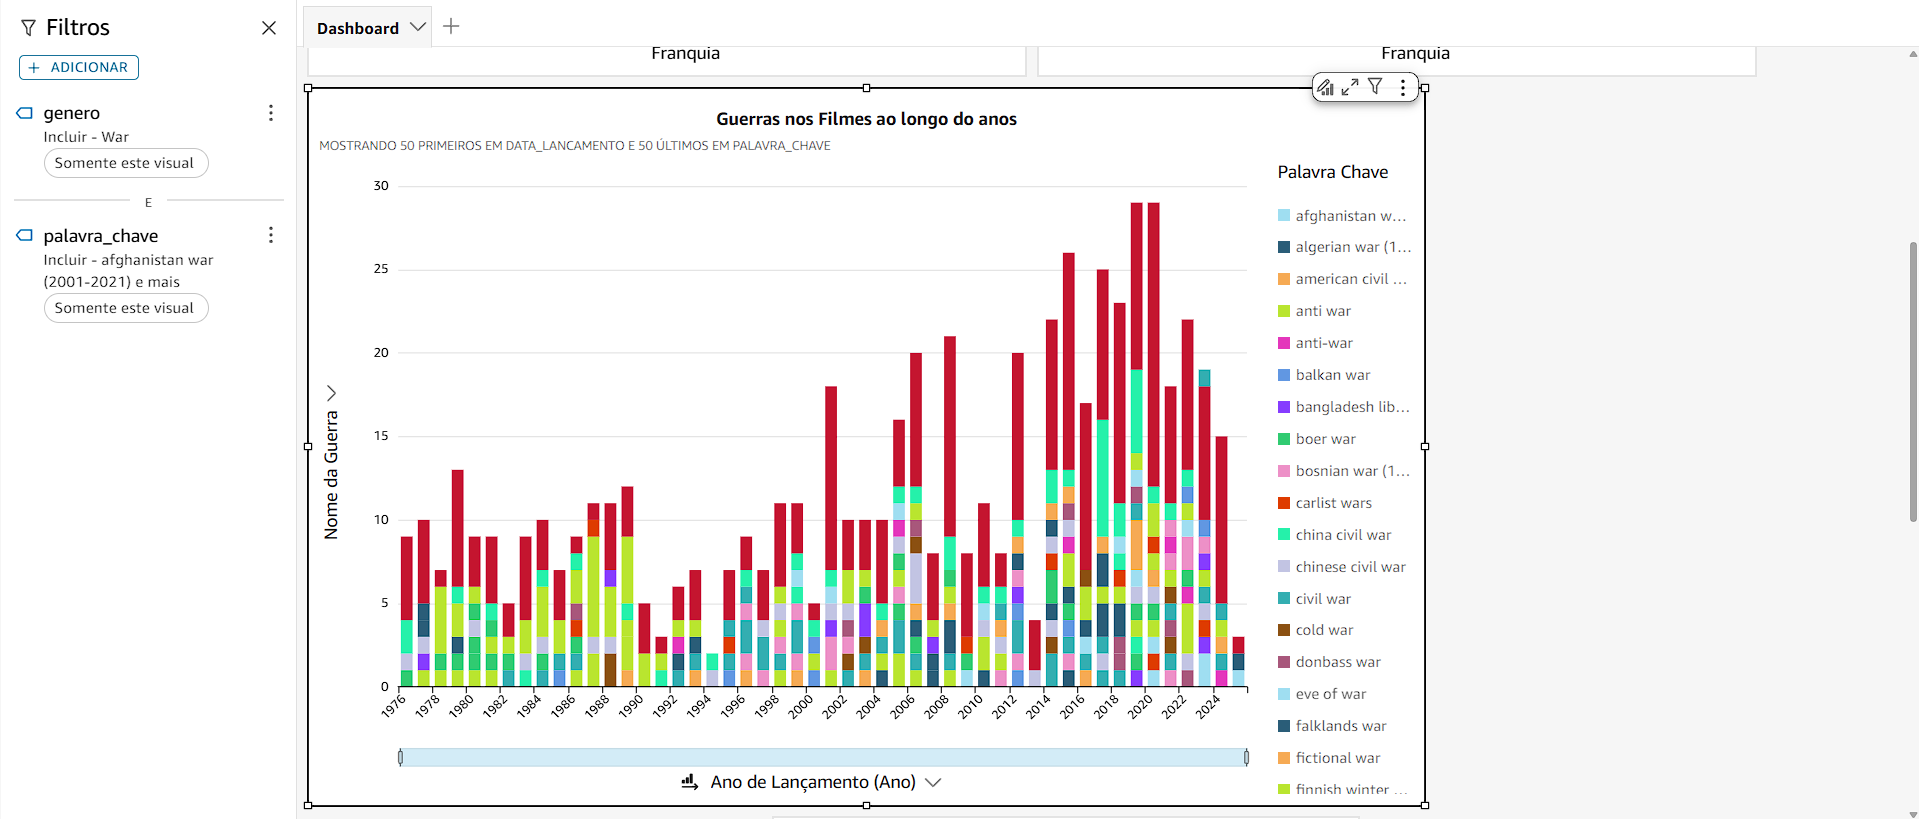 Filtros
ADICIONAR
genero
Incluir - War
Somente este visual
E
palavra_chave
Incluir - afghanistan war
(2001-2021) e mais
Somente este visual
Dashboard
Franquia
Franquia
Guerras nos Filmes ao longo do anos
MOSTRANDO 50 PRIMEIROS EM DATA_LANCAMENTO E 50 ÚLTIMOS EM PALAVRA_CHAVE
Nome da Guerra
30
25
20
15
10
5
0
1976 1978 1980 1982 1984 1986 1988 1990 1992 1994 1996 1998 2000 2002 2004 2006 2008 2010 2012 2014 2016 2018 2020 2022 2024
Ano de Lançamento (Ano)
Palavra Chave
afghanistan w...
algerian war (1...
american civil ...
anti war
anti-war
balkan war
bangladesh lib...
boer war
bosnian war (1...
carlist wars
china civil war
chinese civil war
civil war
cold war
donbass war
eve of war
falklands war
fictional war
finnish winter ...